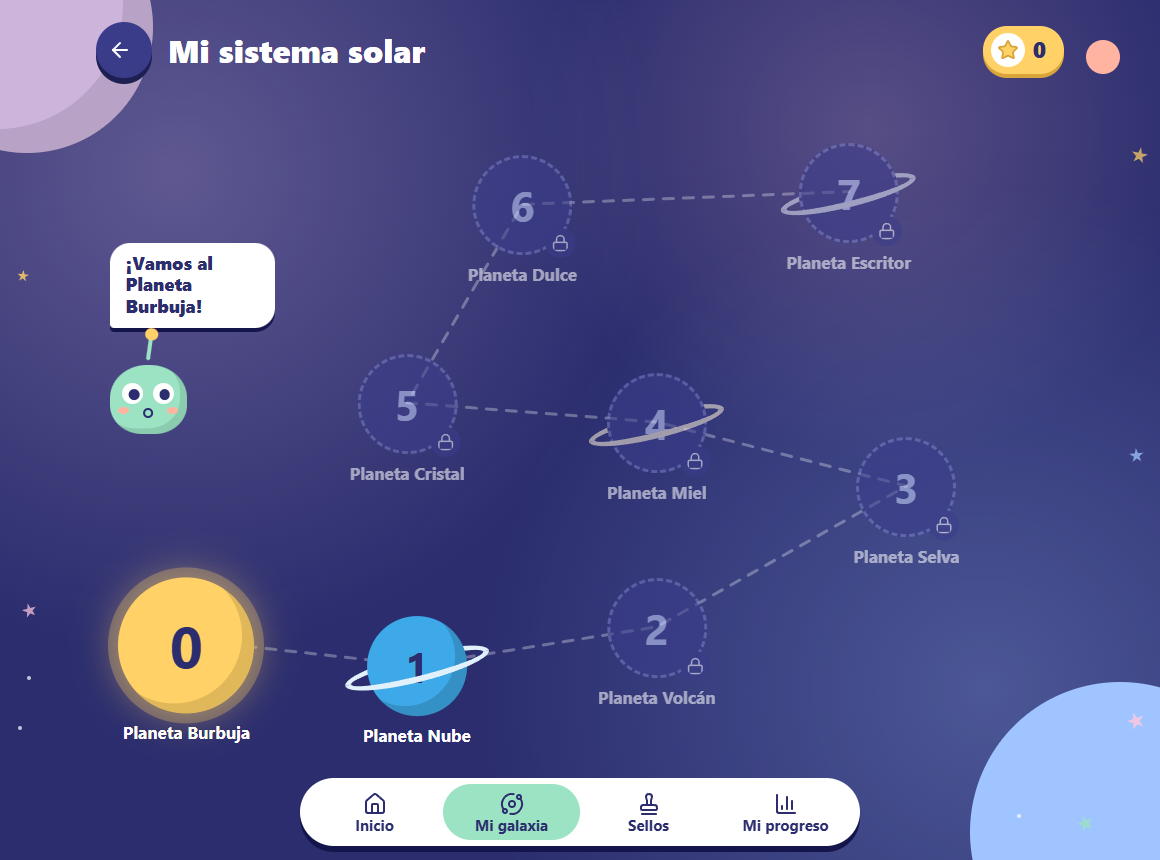 Mi sistema solar
0
6
7
Planeta Dulce
Planeta Escritor
¡Vamos al
Planeta
Burbuja!
5
4
Planeta Cristal
Planeta Miel
3
Planeta Selva
0
1
2
Planeta Burbuja
Planeta Nube
Planeta Volcán
Inicio
Mi galaxia
Sellos
Mi progreso